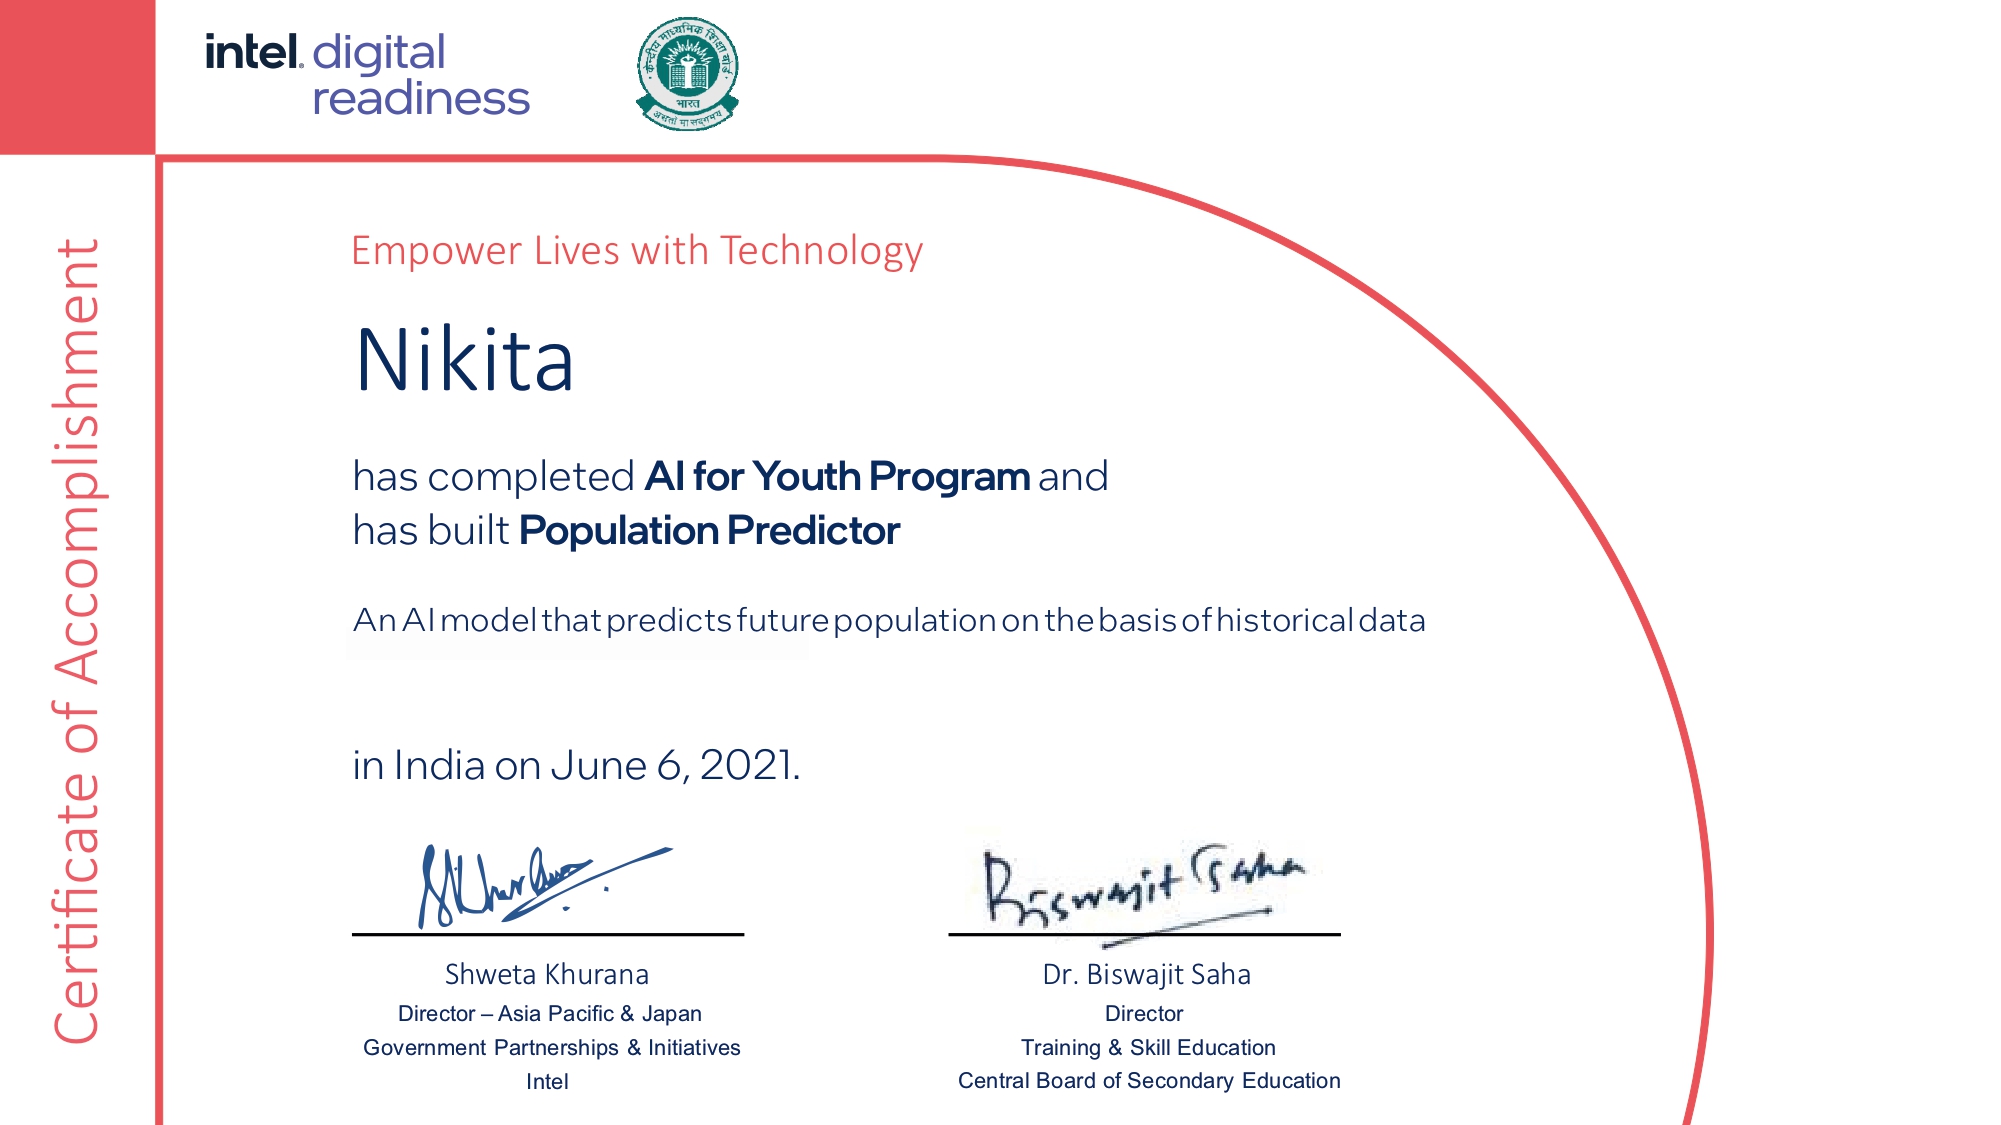 intel. digital
readiness
केन्द्रीय माध्यमिक शिक्षा बोर्ड
भारत
असतो मा सद्गमय
Certificate of Accomplishment
Empower Lives with Technology
Nikita
has completed AI for Youth Program and
has built Population Predictor
An AI model that predicts future population on the basis of historical data
in India on June 6, 2021.
SKhurana
Biswajit Saha
Shweta Khurana
Director – Asia Pacific & Japan
Government Partnerships & Initiatives
Intel
Dr. Biswajit Saha
Director
Training & Skill Education
Central Board of Secondary Education